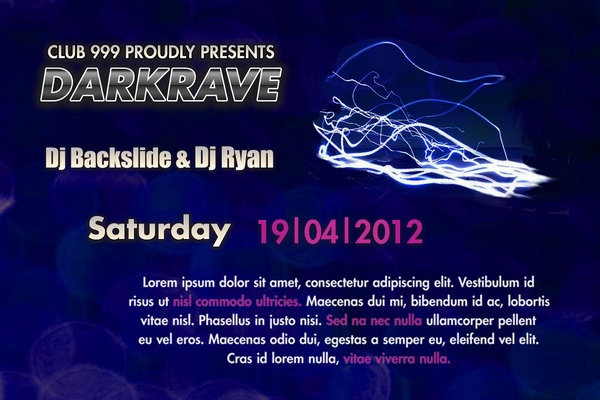 CLUB 999 PROUDLY PRESENTS
DARKRAVE
Dj Backslide & Dj Ryan
Saturday 19|04|2012
Lorem ipsum dolor sit amet, consectetur adipiscing elit. Vestibulum id
risus ut nisl commodo ultricies. Maecenas dui mi, bibendum id ac, lobortis
vitae nisl. Phasellus in justo nisi. Sed na nec nulla ullamcorper pellent
eu vel eros. Maecenas odio dui, egestas a semper eu, eleifend vel elit.
Cras id lorem nulla, vitae viverra nulla.